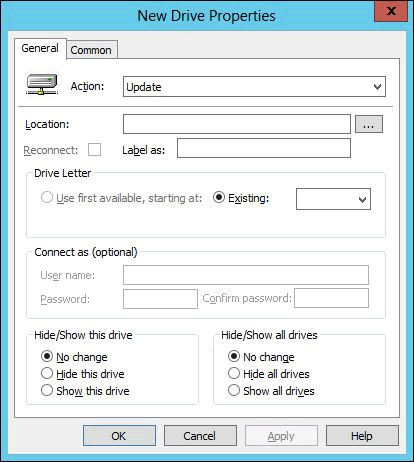 New Drive Properties
x
General Common
Action: Update
Location: ...
Reconnect: Label as:
Drive Letter
Use first available, starting at: Existing:
Connect as (optional)
User name:
Password: Confirm password:
Hide/Show this drive Hide/Show all drives
No change No change
Hide this drive Hide all drives
Show this drive Show all drives
OK Cancel Apply Help